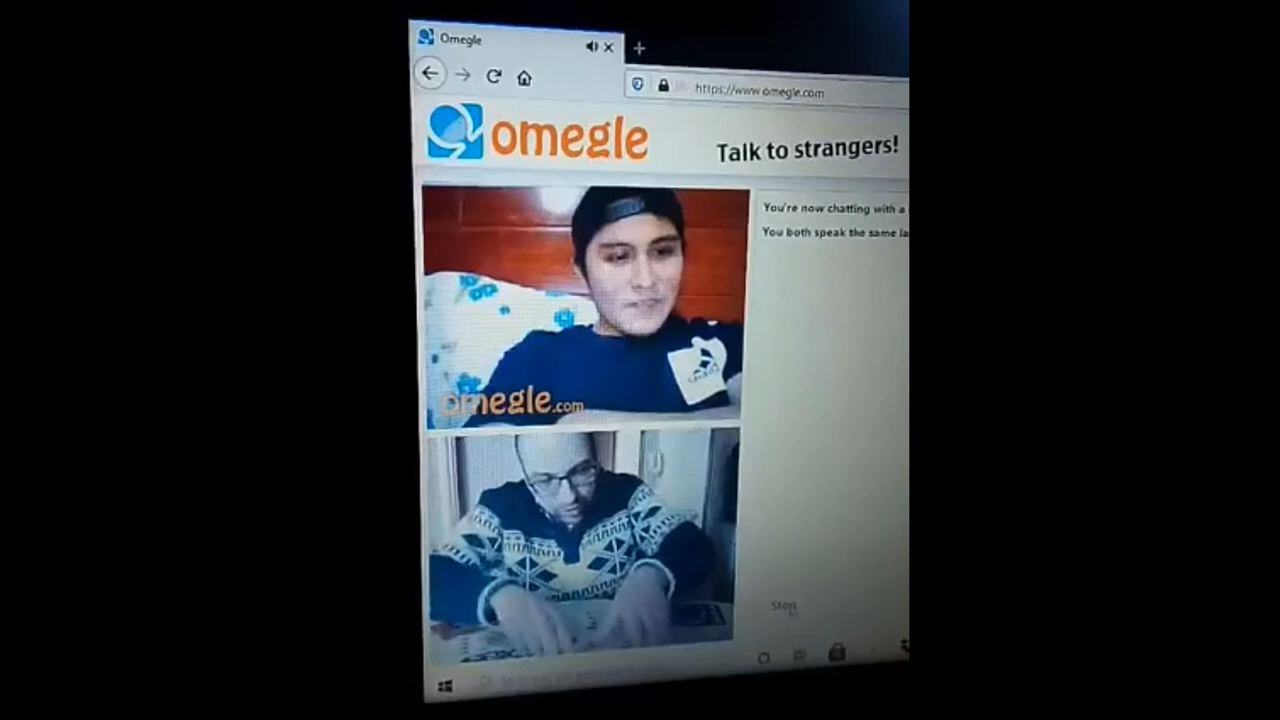 Omegle
https://www.omegle.com
omegle
Talk to strangers!
You're now chatting with a
You both speak the same la
omegle.com
Stop